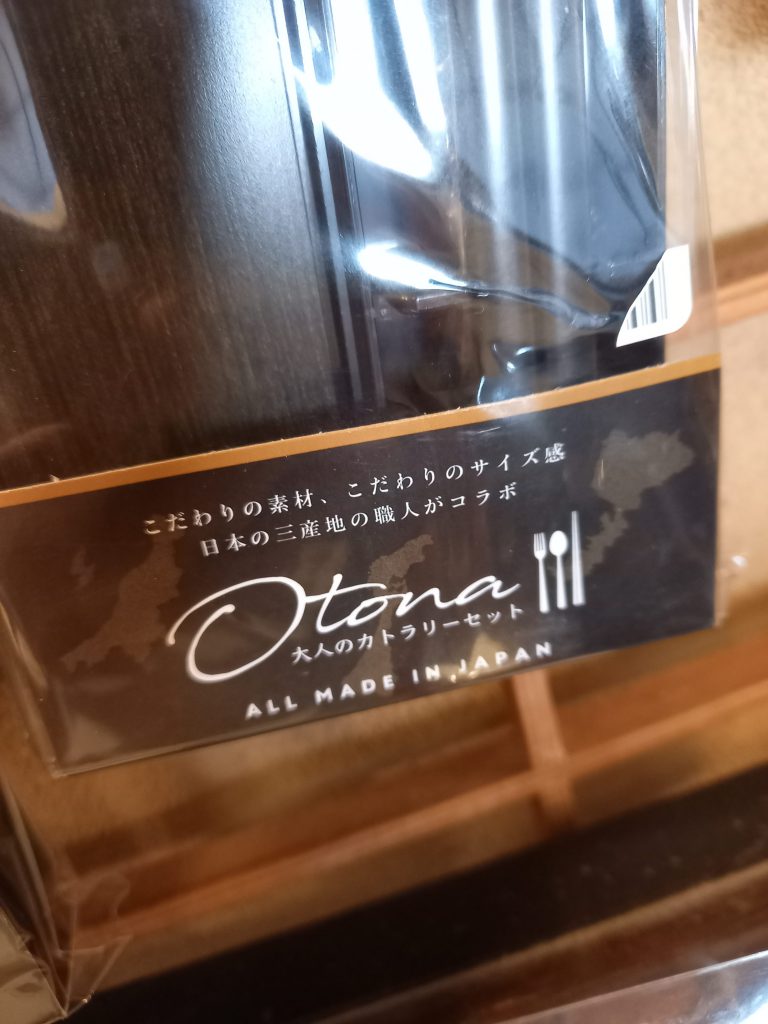 こだわりの素材、こだわりのサイズ感
日本の三産地の職人がコラボ
Otona
大人のカトラリーセット
ALL MADE IN JAPAN